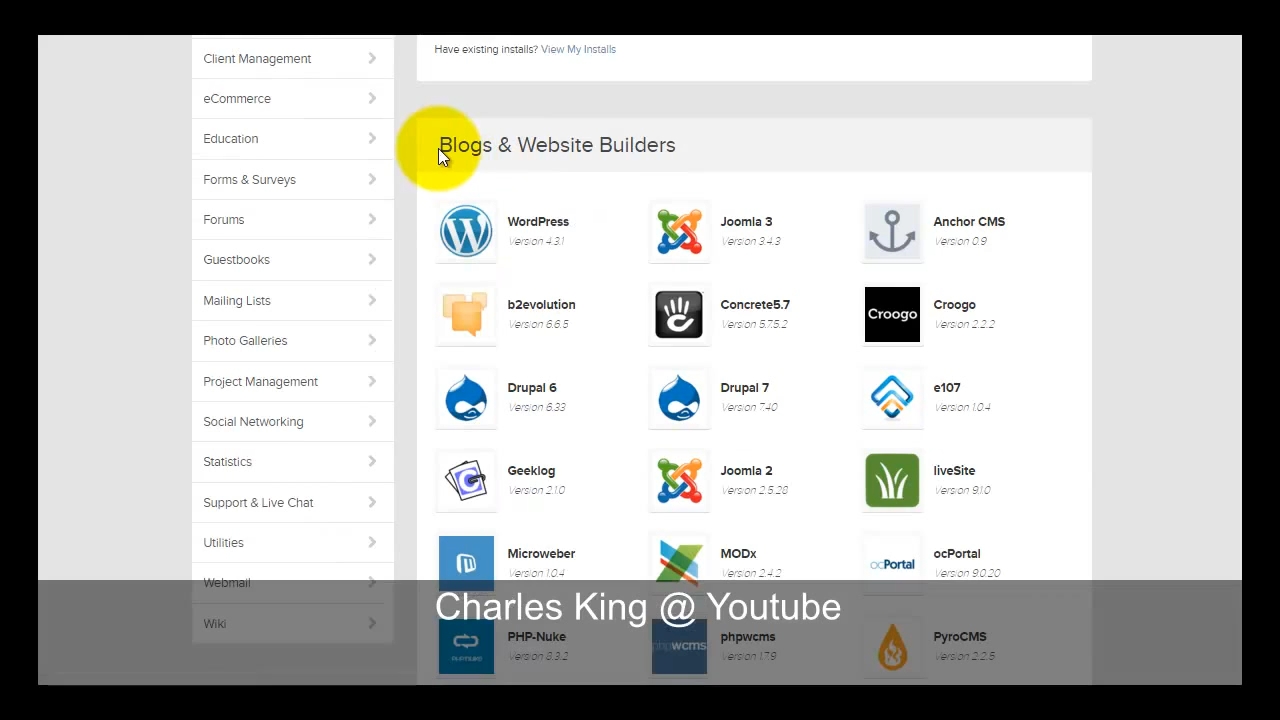 Client Management
eCommerce
Education
Forms & Surveys
Forums
Guestbooks
Mailing Lists
Photo Galleries
Project Management
Social Networking
Statistics
Support & Live Chat
Utilities
Webmail
Wiki
Have existing installs? View My Installs
Blogs & Website Builders
WordPress
Version 4.3.1
Joomla 3
Version 3.4.3
Anchor CMS
Version 0.9
b2evolution
Version 6.6.5
Concrete5.7
Version 5.7.5.2
Croogo
Croogo
Version 2.2.2
Drupal 6
Version 6.33
Drupal 7
Version 7.40
e107
Version 1.0.4
Geeklog
Version 2.1.0
Joomla 2
Version 2.5.28
liveSite
Version 9.1.0
Microweber
Version 1.0.4
MODx
Version 2.4.2
ocPortal
ocPortal
Version 9.0.20
Charles King @ Youtube
PHP-Nuke
Version 8.3.2
phpwcms
phpwcms
Version 1.7.9
PyroCMS
Version 2.2.5